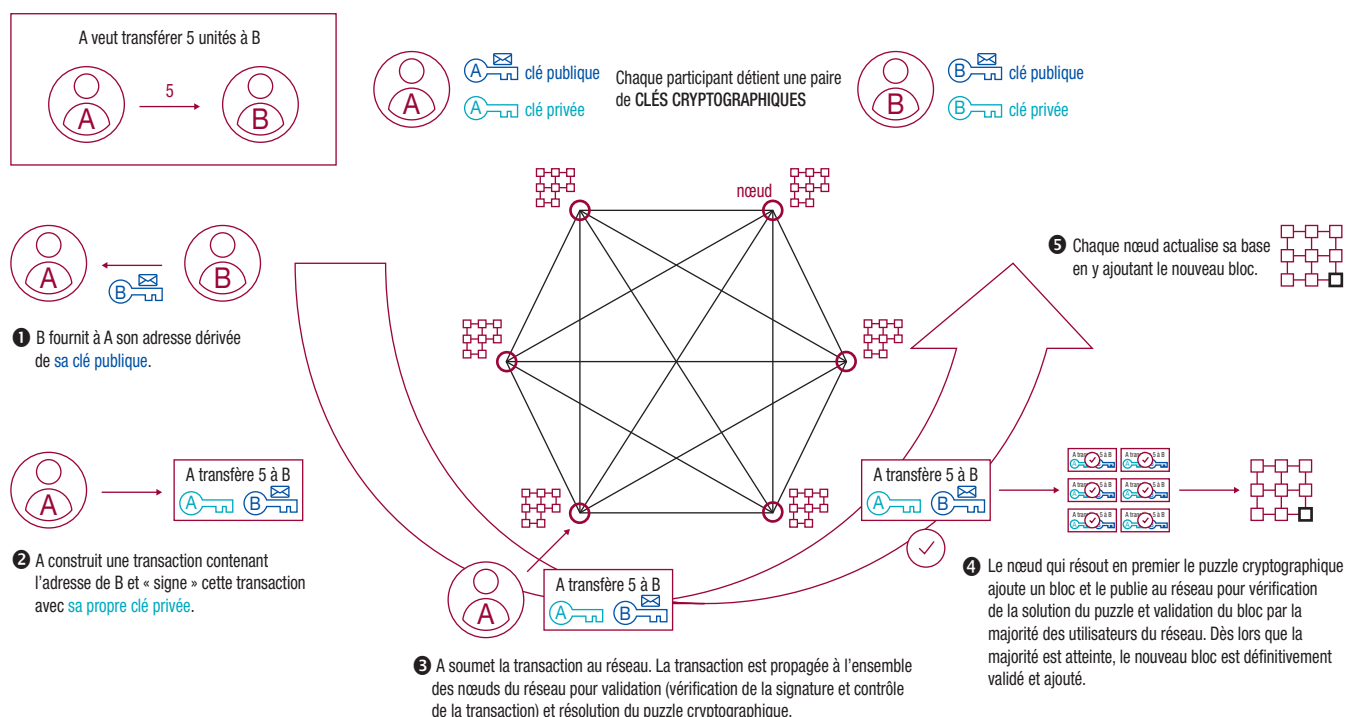 A veut transférer 5 unités à B
5
A
B
A
A clé publique
A clé privée
Chaque participant détient une paire
de CLÉS CRYPTOGRAPHIQUES
B
B clé publique
B clé privée
nœud
A
B
B
❶ B fournit à A son adresse dérivée
de sa clé publique.
A
A transfère 5 à B
A B
❷ A construit une transaction contenant
l’adresse de B et « signe » cette transaction
avec sa propre clé privée.
A
A transfère 5 à B
A B
❸ A soumet la transaction au réseau. La transaction est propagée à l’ensemble
des nœuds du réseau pour validation (vérification de la signature et contrôle
de la transaction) et résolution du puzzle cryptographique.
A transfère 5 à B
A B
❹ Le nœud qui résout en premier le puzzle cryptographique
ajoute un bloc et le publie au réseau pour vérification
de la solution du puzzle et validation du bloc par la
majorité des utilisateurs du réseau. Dès lors que la
majorité est atteinte, le nouveau bloc est définitivement
validé et ajouté.
❺ Chaque nœud actualise sa base
en y ajoutant le nouveau bloc.